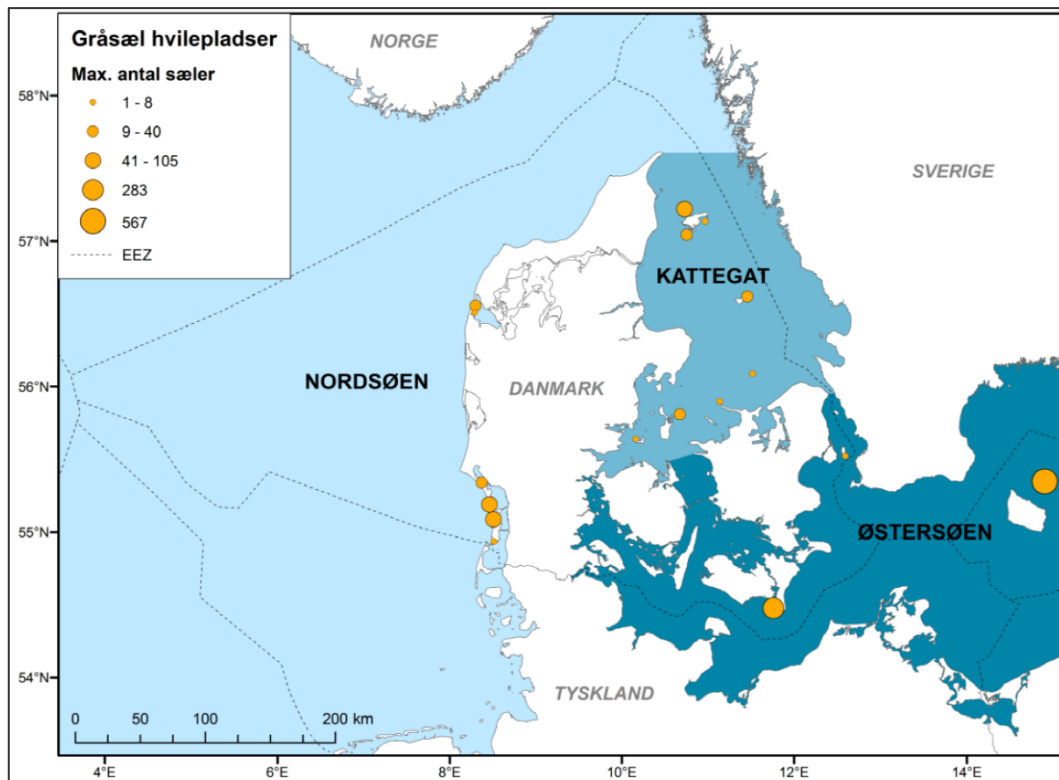 Gråsæl hvilepladser
Max. antal sæler
1 - 8
9 - 40
41 - 105
283
567
EEZ
NORGE
SVERIGE
KATTEGAT
NORDSØEN
DANMARK
ØSTERSØEN
TYSKLAND
58°N
57°N
56°N
55°N
54°N
0 50 100 200 km
4°E 6°E 8°E 10°E 12°E 14°E